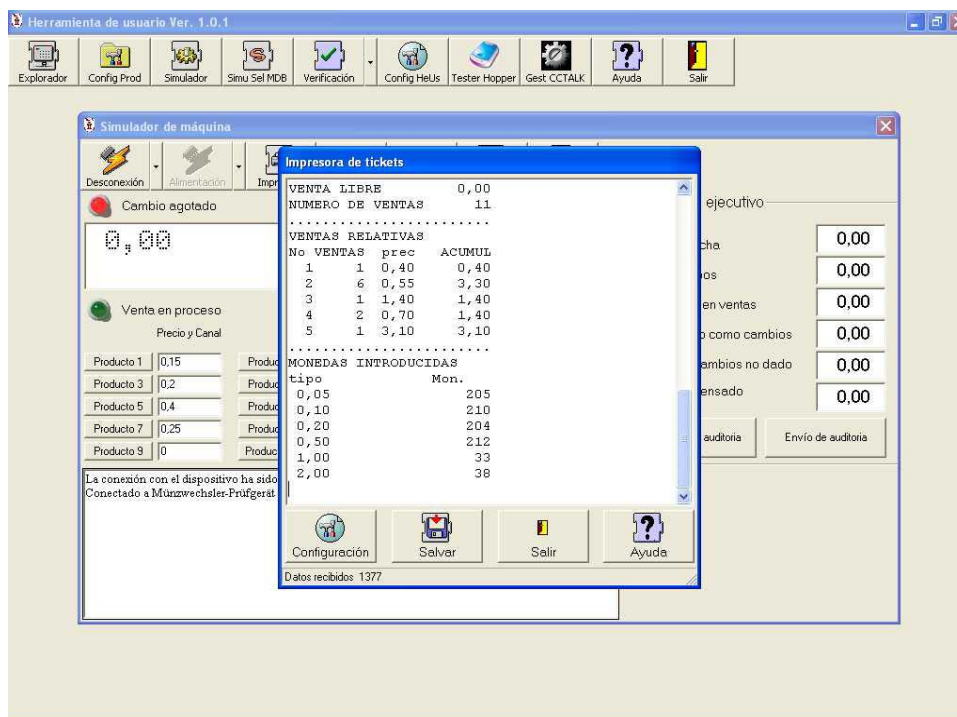 Herramienta de usuario Ver. 1.0.1
Explorador Config Prod Simulador Simu Sel MDB Verificación Config HeUs Tester Hopper Gest CCTALK Ayuda Salir
Simulador de máquina
Desconexión Alimentación Impr
Cambio agotado
0,00
Venta en proceso
Precio y Canal
Producto 1 0,15 Produc
Producto 3 0,2 Produc
Producto 5 0,4 Produc
Producto 7 0,25 Produc
Producto 9 0 Produc
La conexión con el dispositivo ha sido
Conectado a Münzwechsler-Prüfgerät
Impresora de tickets
VENTA LIBRE 0,00
NUMERO DE VENTAS 11
........................
VENTAS RELATIVAS
No VENTAS prec ACUMUL
1 1 0,40 0,40
2 6 0,55 3,30
3 1 1,40 1,40
4 2 0,70 1,40
5 1 3,10 3,10
........................
MONEDAS INTRODUCIDAS
tipo Mon.
0,05 205
0,10 210
0,20 204
0,50 212
1,00 33
2,00 38
Configuración Salvar Salir Ayuda
Datos recibidos 1377
ejecutivo
cha 0,00
os 0,00
en ventas 0,00
o como cambios 0,00
ambios no dado 0,00
ensado 0,00
auditoria Envío de auditoria